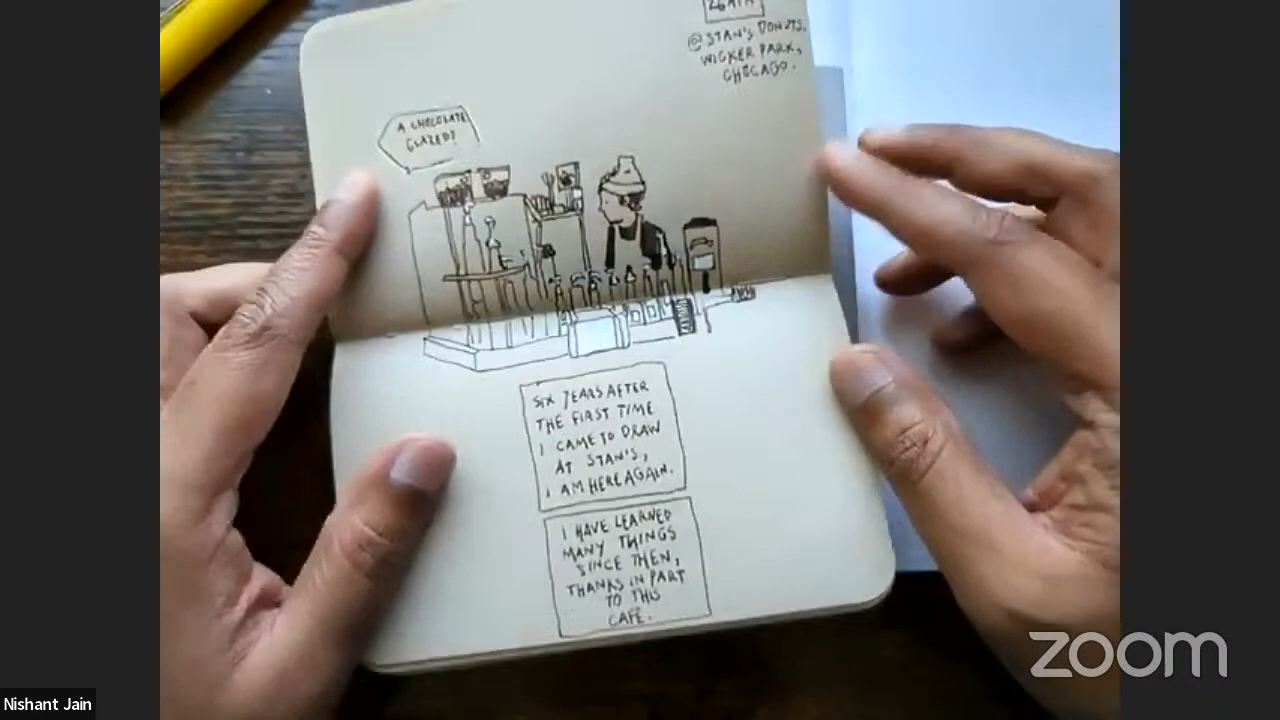 @STAN'S DONUTS.
WICKER PARK,
CHICAGO.
A CHOCOLATE
GLAZED?
SIX YEARS AFTER
THE FIRST TIME
I CAME TO DRAW
AT STAN'S,
I AM HERE AGAIN.
I HAVE LEARNED
MANY THINGS
SINCE THEN,
THANKS IN PART
TO THIS
CAFE.
zoom
Nishant Jain